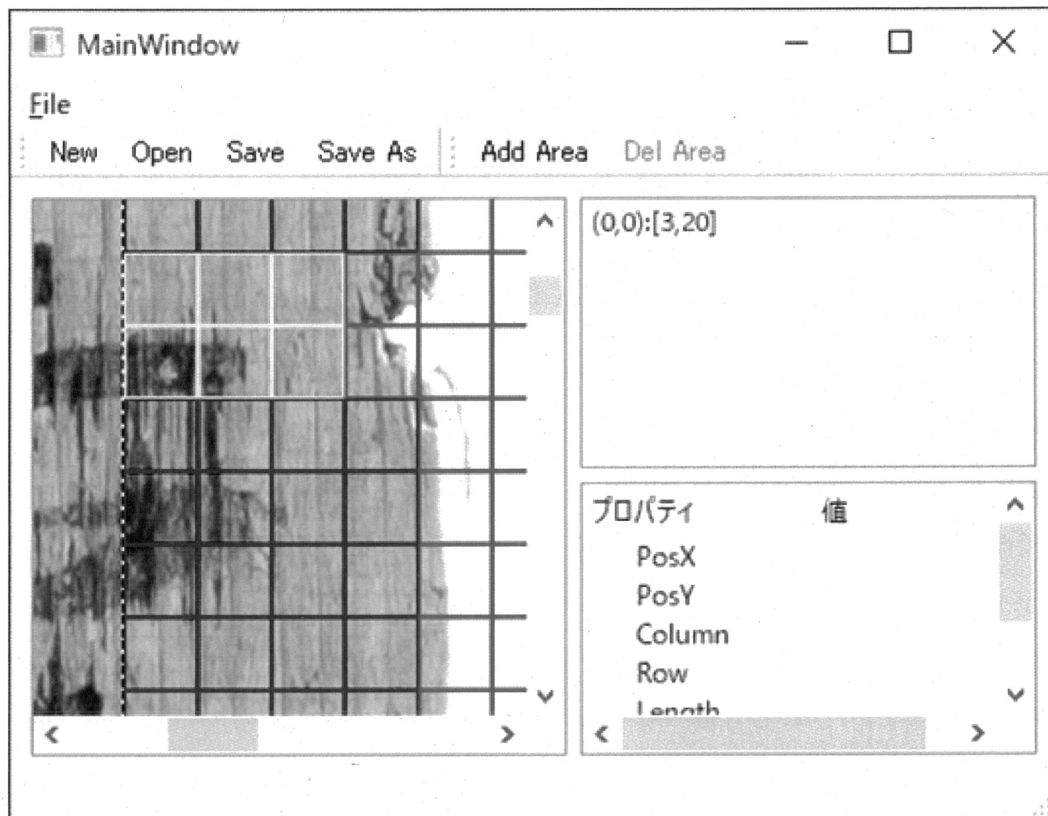 MainWindow
File
New Open Save Save As Add Area Del Area
(0,0):[3,20]
プロパティ 値
PosX
PosY
Column
Row
Length